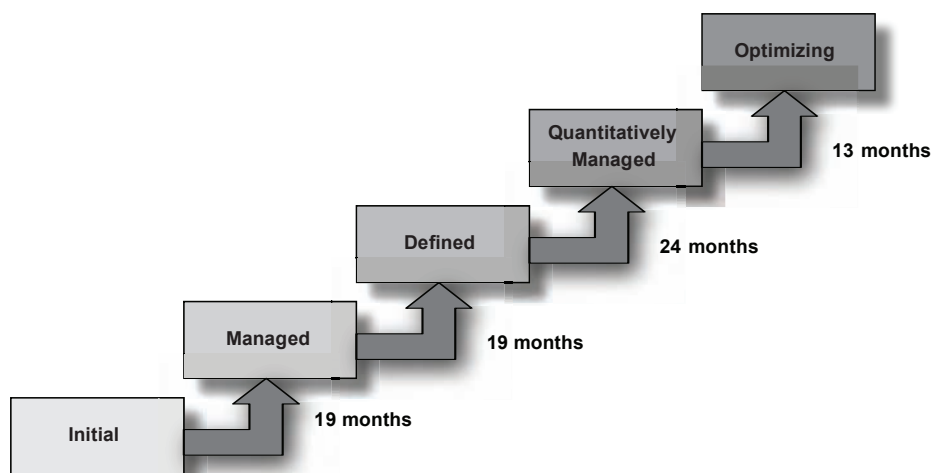 Optimizing
Quantitatively
Managed
13 months
Defined
24 months
Managed
19 months
Initial
19 months